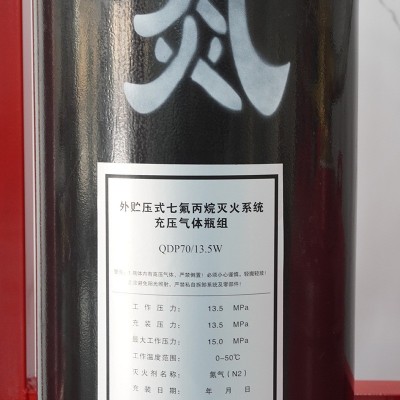 氮
外贮压式七氟丙烷灭火系统
充压气体瓶组
QDP70/13.5W
工作压力: 13.5 MPa
充装压力: 13.5 MPa
最大工作压力: 15.0 MPa
工作温度范围: 0~50℃
灭火剂名称: 氮气(N2)
充装日期: 年 月 日